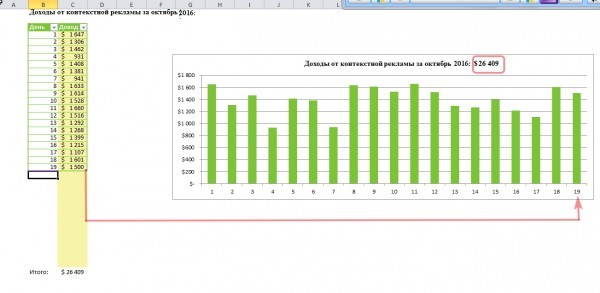 A B C D E F G H I J K L
Доходы от контекстной рекламы за октябрь 2016:
День Доход
1 $ 1 647
2 $ 1 306
3 $ 1 462
4 $ 931
5 $ 1 408
6 $ 1 381
7 $ 941
8 $ 1 633
9 $ 1 614
10 $ 1 528
11 $ 1 660
12 $ 1 516
13 $ 1 292
14 $ 1 268
15 $ 1 399
16 $ 1 215
17 $ 1 107
18 $ 1 601
19 $ 1 500
Итого: $ 26 409
Доходы от контекстной рекламы за октябрь 2016: $26 409
$1 800
$1 600
$1 400
$1 200
$1 000
$800
$600
$400
$200
$-
1 2 3 4 5 6 7 8 9 10 11 12 13 14 15 16 17 18 19